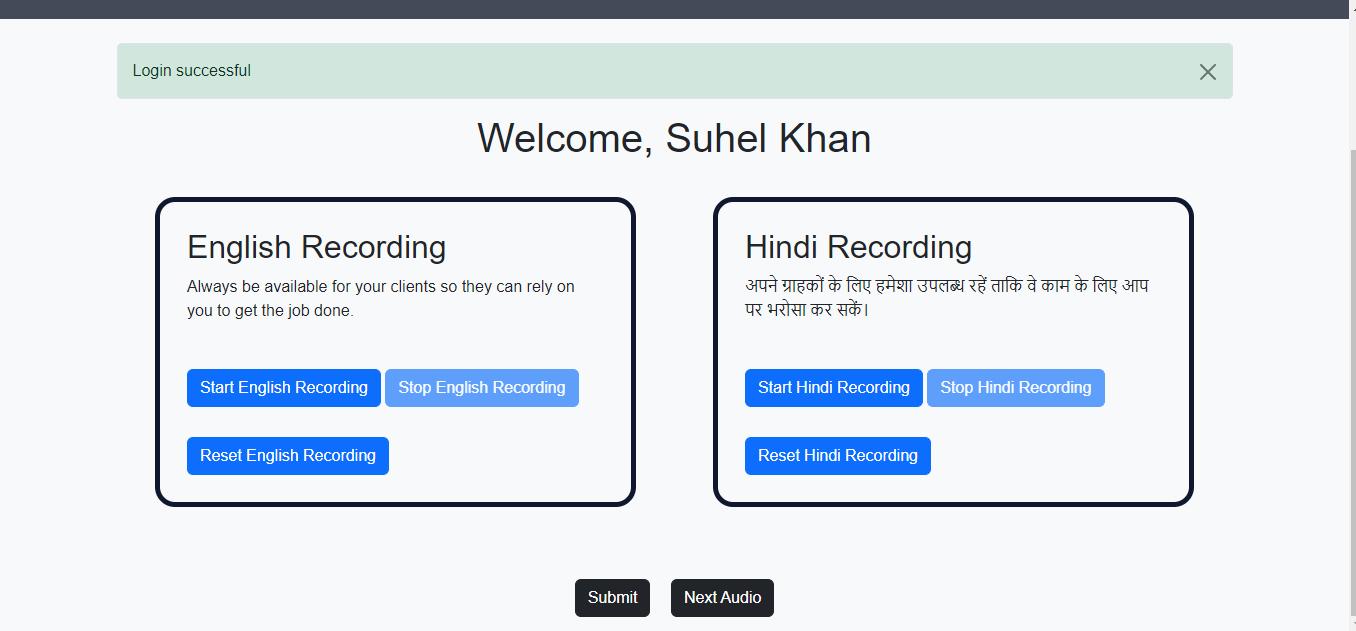 Login successful
Welcome, Suhel Khan
English Recording
Always be available for your clients so they can rely on
you to get the job done.
Start English Recording
Stop English Recording
Reset English Recording
Hindi Recording
अपने ग्राहकों के लिए हमेशा उपलब्ध रहें ताकि वे काम के लिए आप
पर भरोसा कर सकें।
Start Hindi Recording
Stop Hindi Recording
Reset Hindi Recording
Submit
Next Audio